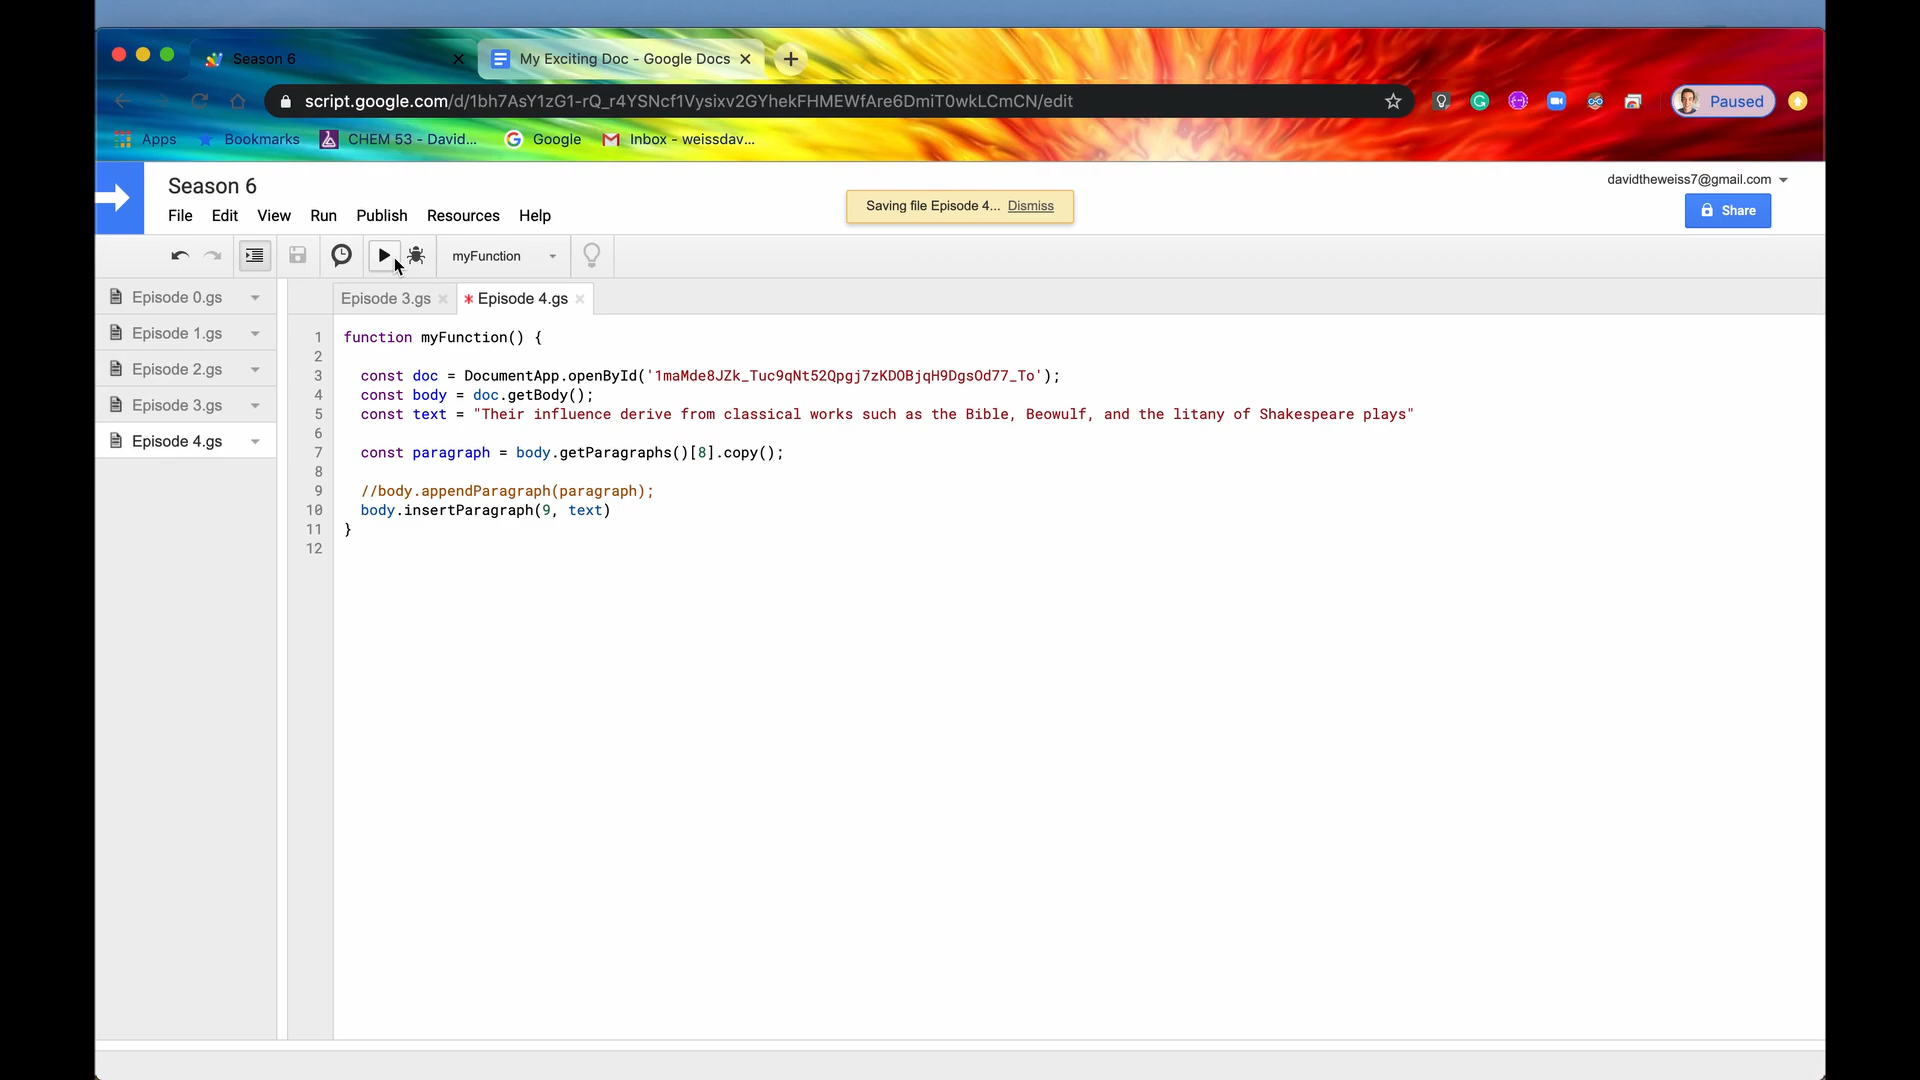 Season 6
My Exciting Doc - Google Docs
script.google.com/d/1bh7AsY1zG1-rQ_r4YSNcf1Vysixv2GYhekFHMEWfAre6DmiT0wkLCmCN/edit
Paused
Apps
Bookmarks
CHEM 53 - David...
Google
Inbox - weissdav...
Season 6
davidtheweiss7@gmail.com
File Edit View Run Publish Resources Help
Saving file Episode 4... Dismiss
Share
myFunction
Episode 0.gs
Episode 1.gs
Episode 2.gs
Episode 3.gs
Episode 4.gs
Episode 3.gs
* Episode 4.gs
1 function myFunction() {
2
3 const doc = DocumentApp.openById('1maMde8JZk_Tuc9qNt52Qpgj7zKDOBjqH9DgsOd77_To');
4 const body = doc.getBody();
5 const text = "Their influence derive from classical works such as the Bible, Beowulf, and the litany of Shakespeare plays"
6
7 const paragraph = body.getParagraphs()[8].copy();
8
9 //body.appendParagraph(paragraph);
10 body.insertParagraph(9, text)
11 }
12